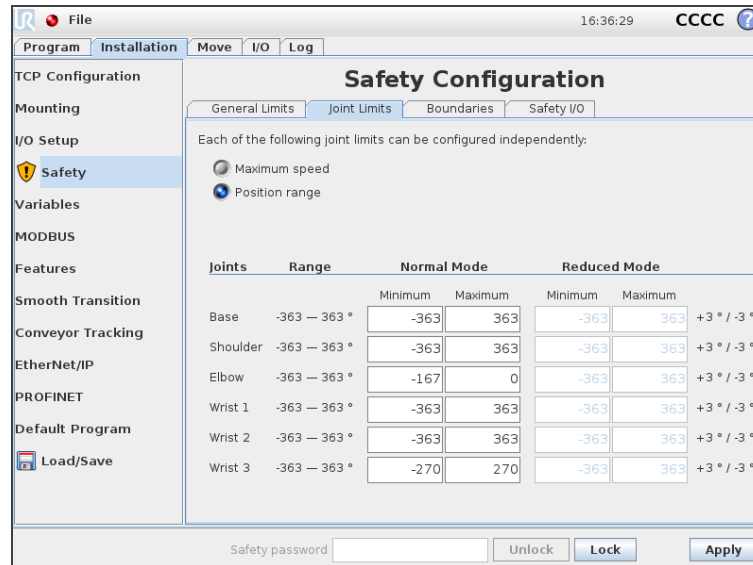 UR File 16:36:29 CCCC ?
Program Installation Move I/O Log
TCP Configuration
Mounting
I/O Setup
Safety
Variables
MODBUS
Features
Smooth Transition
Conveyor Tracking
EtherNet/IP
PROFINET
Default Program
Load/Save
Safety Configuration
General Limits Joint Limits Boundaries Safety I/O
Each of the following joint limits can be configured independently:
Maximum speed
Position range
Joints Range Normal Mode Reduced Mode
Minimum Maximum Minimum Maximum
Base -363 — 363 ° -363 363 -363 363 +3 ° / -3 °
Shoulder -363 — 363 ° -363 363 -363 363 +3 ° / -3 °
Elbow -363 — 363 ° -167 0 -363 363 +3 ° / -3 °
Wrist 1 -363 — 363 ° -363 363 -363 363 +3 ° / -3 °
Wrist 2 -363 — 363 ° -363 363 -363 363 +3 ° / -3 °
Wrist 3 -363 — 363 ° -270 270 -363 363 +3 ° / -3 °
Safety password Unlock Lock Apply